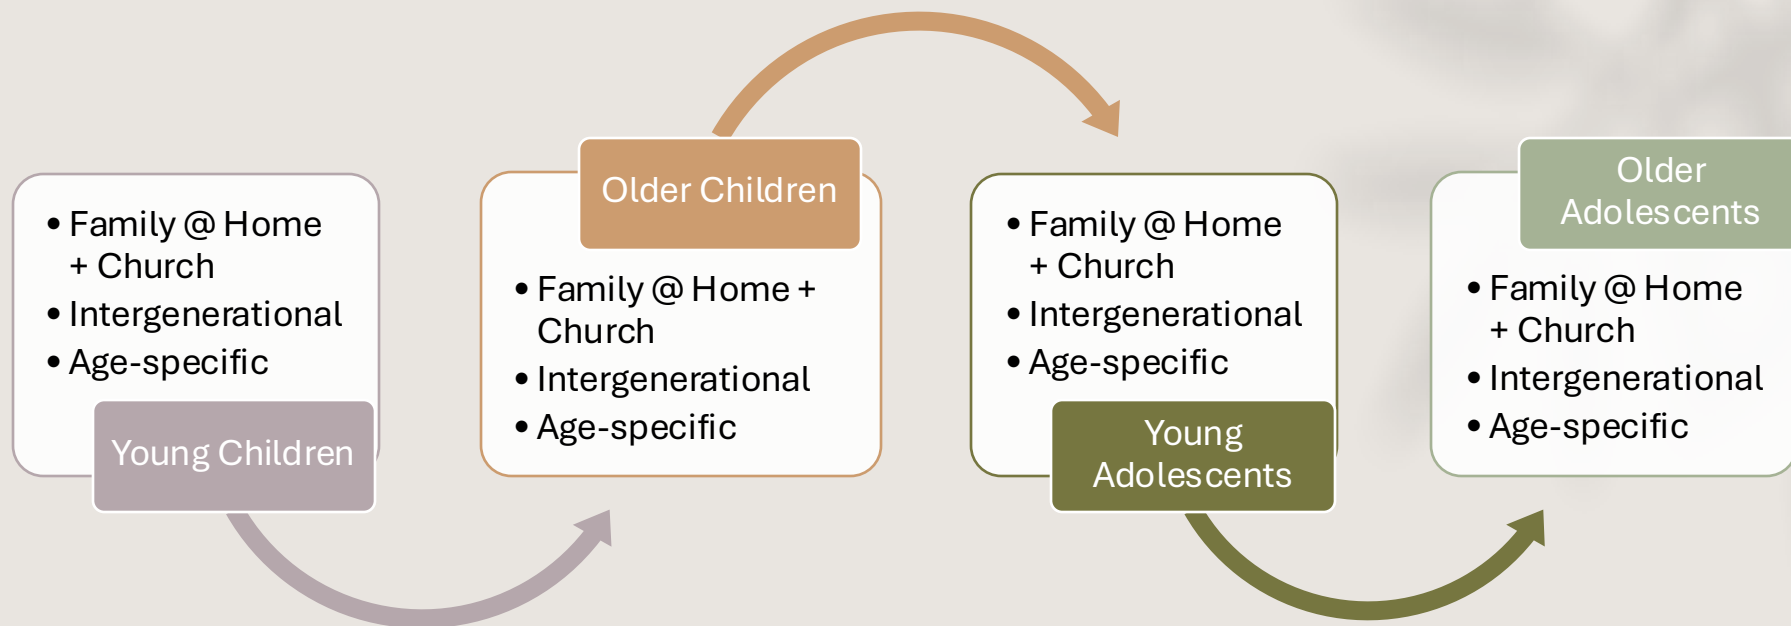 • Family @ Home
+ Church
• Intergenerational
• Age-specific
Young Children
Older Children
• Family @ Home +
Church
• Intergenerational
• Age-specific
• Family @ Home
+ Church
• Intergenerational
• Age-specific
Young
Adolescents
Older
Adolescents
• Family @ Home
+ Church
• Intergenerational
• Age-specific